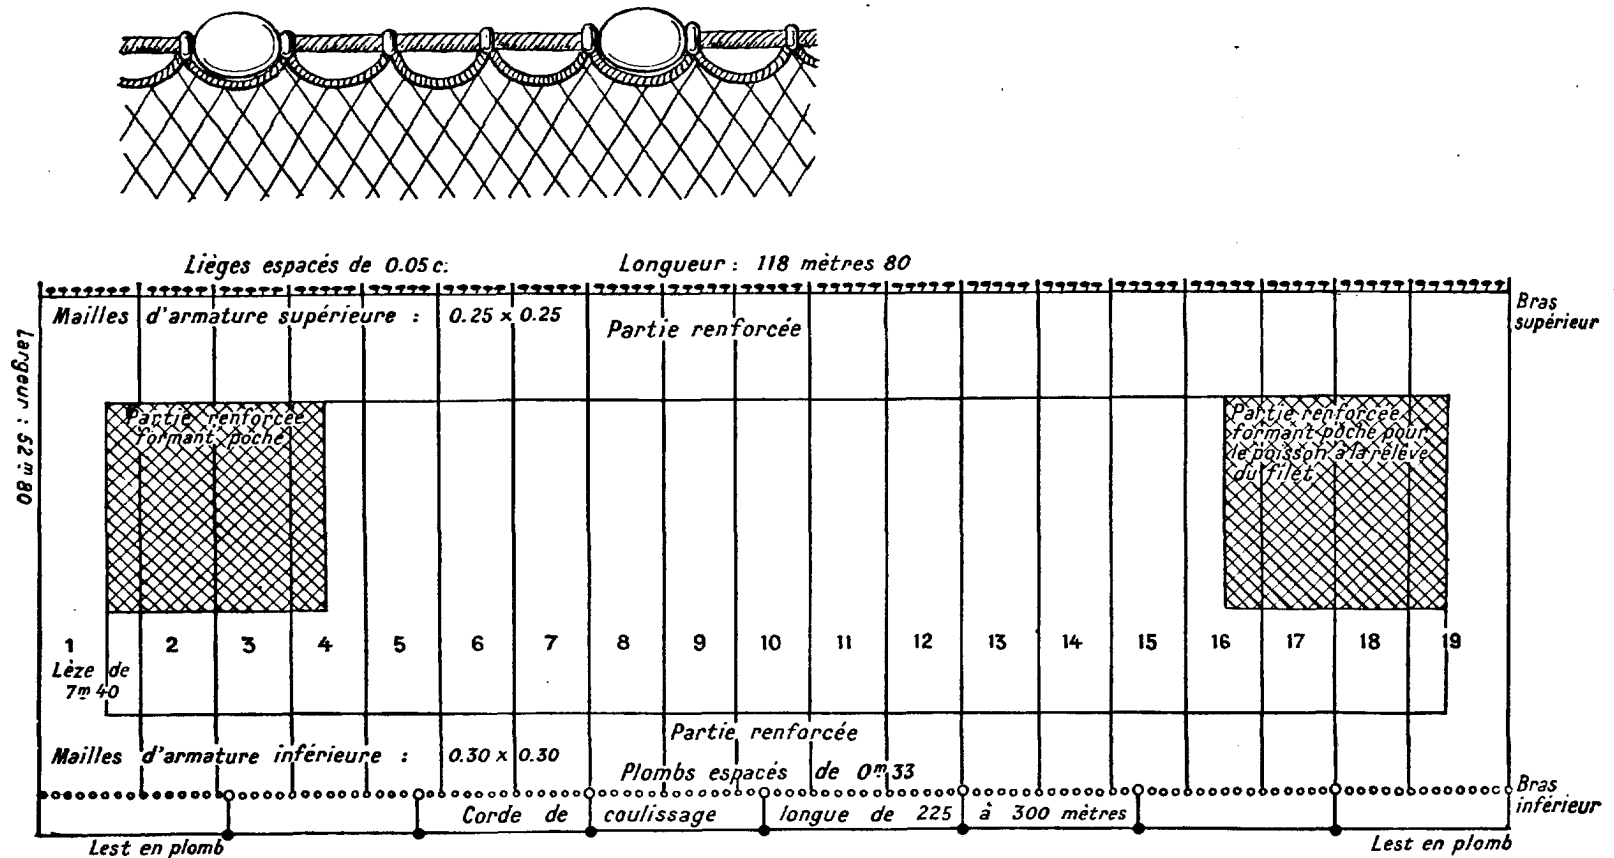 Lièges espacés de 0.05 c. Longueur : 118 mètres 80
Mailles d'armature supérieure : 0.25 × 0.25
Partie renforcée
Bras
supérieur
Largeur : 52 m 80
Partie renforcée
formant poche
Partie renforcée
formant poche pour
le poisson à la relève
du filet
1 2 3 4 5 6 7 8 9 10 11 12 13 14 15 16 17 18 19
Lèze de
7m 40
Partie renforcée
Mailles d'armature inférieure : 0.30 × 0.30
Plombs espacés de 0m33
Bras
inférieur
Corde de coulissage longue de 225 à 300 mètres
Lest en plomb Lest en plomb